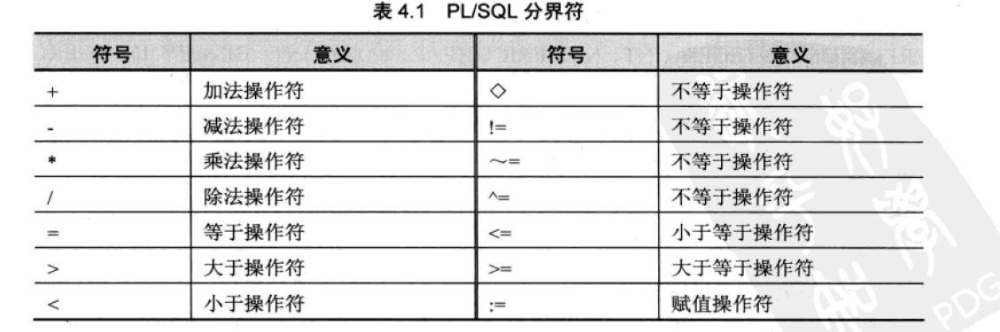 表 4.1 PL/SQL 分界符
符号 意义 符号 意义
+ 加法操作符 ◇ 不等于操作符
- 减法操作符 != 不等于操作符
* 乘法操作符 ～= 不等于操作符
/ 除法操作符 ^= 不等于操作符
= 等于操作符 <= 小于等于操作符
> 大于操作符 >= 大于等于操作符
< 小于操作符 := 赋值操作符
PDG